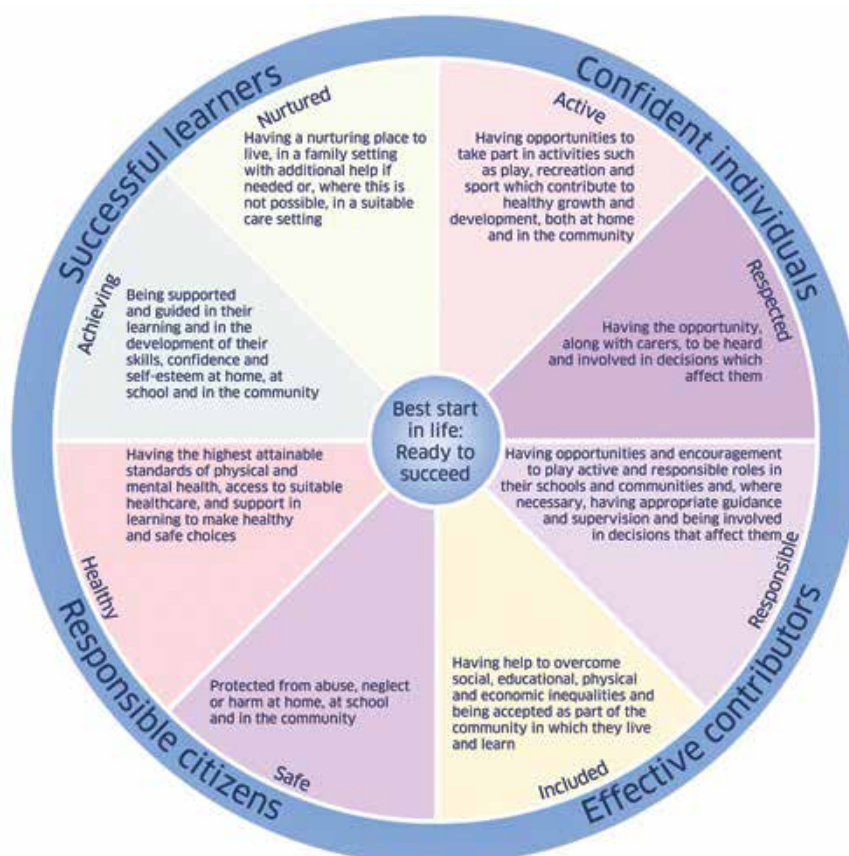 Successful learners
Confident individuals
Nurtured
Having a nurturing place to
live, in a family setting
with additional help if
needed or, where this is
not possible, in a suitable
care setting
Active
Having opportunities to
take part in activities such
as play, recreation and
sport which contribute to
healthy growth and
development, both at home
and in the community
Achieving
Being supported
and guided in their
learning and in the
development of their
skills, confidence and
self-esteem at home, at
school and in the community
Respected
Having the opportunity,
along with carers, to be heard
and involved in decisions which
affect them
Best start
in life:
Ready to
succeed
Healthy
Having the highest attainable
standards of physical and
mental health, access to suitable
healthcare, and support in
learning to make healthy
and safe choices
Having opportunities and encouragement
to play active and responsible roles in
their schools and communities and, where
necessary, having appropriate guidance
and supervision and being involved
in decisions that affect them
Responsible
Protected from abuse, neglect
or harm at home, at school
and in the community
Safe
Having help to overcome
social, educational, physical
and economic inequalities and
being accepted as part of the
community in which they live
and learn
Included
Responsible citizens
Effective contributors